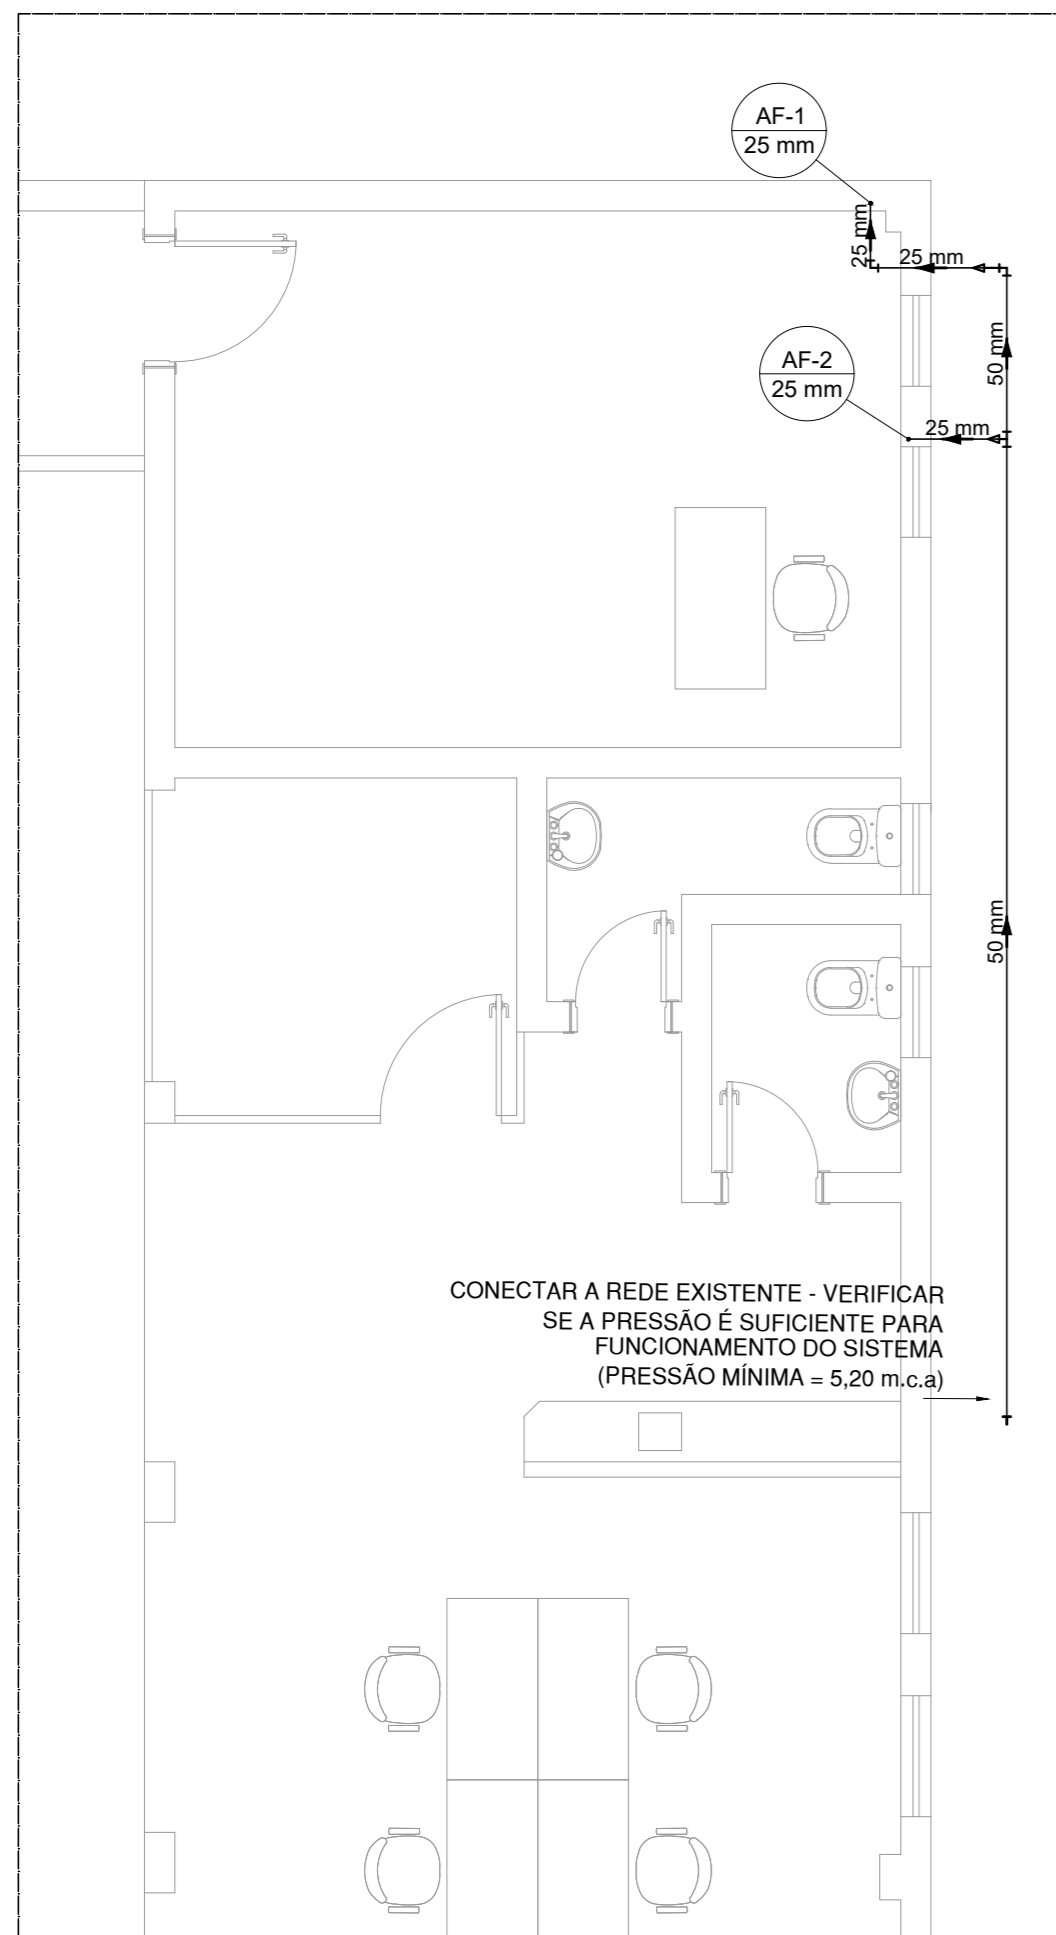 AF-1
25 mm
25 mm
25 mm
50 mm
AF-2
25 mm
25 mm
50 mm
CONECTAR A REDE EXISTENTE - VERIFICAR
SE A PRESSÃO É SUFICIENTE PARA
FUNCIONAMENTO DO SISTEMA
(PRESSÃO MÍNIMA = 5,20 m.c.a)